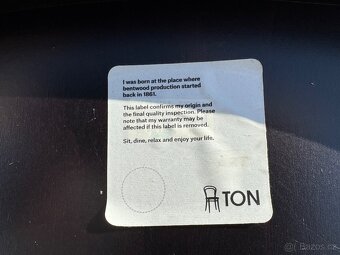 I was born at the place where
bentwood production started
back in 1861.
This label confirms my origin and
the final quality inspection. Please
note that my warranty may be
affected if this label is removed.
Sit, dine, relax and enjoy your life.
TON
Bazoš.cz